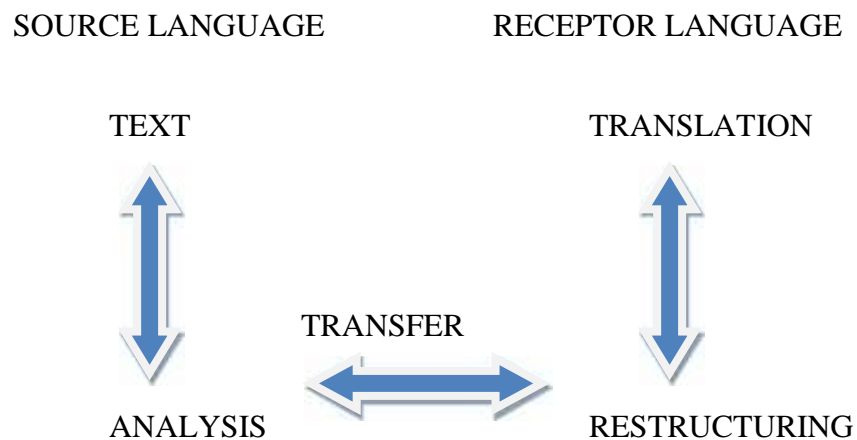 SOURCE LANGUAGE RECEPTOR LANGUAGE
TEXT TRANSLATION
TRANSFER
ANALYSIS RESTRUCTURING